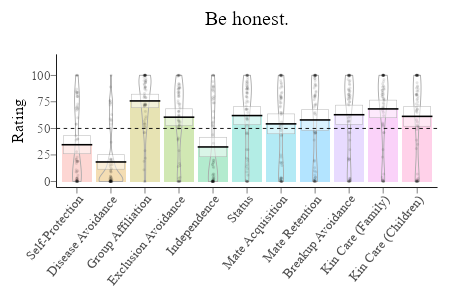 Be honest.
Rating
100
75
50
25
0
Self-Protection
Disease Avoidance
Group Affiliation
Exclusion Avoidance
Independence
Status
Mate Acquisition
Mate Retention
Breakup Avoidance
Kin Care (Family)
Kin Care (Children)